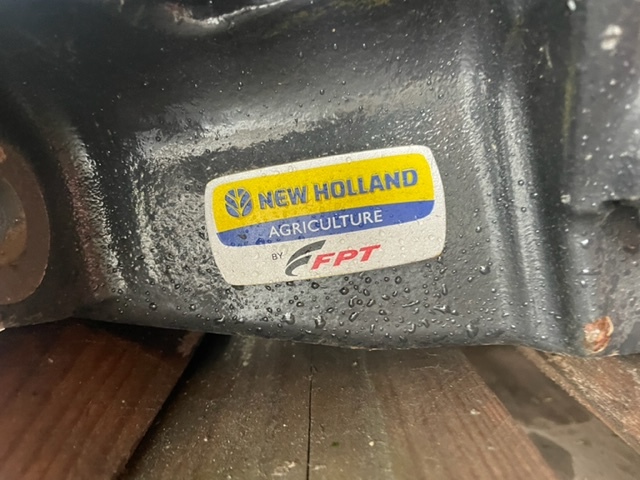 NEW HOLLAND
AGRICULTURE
BY FPT